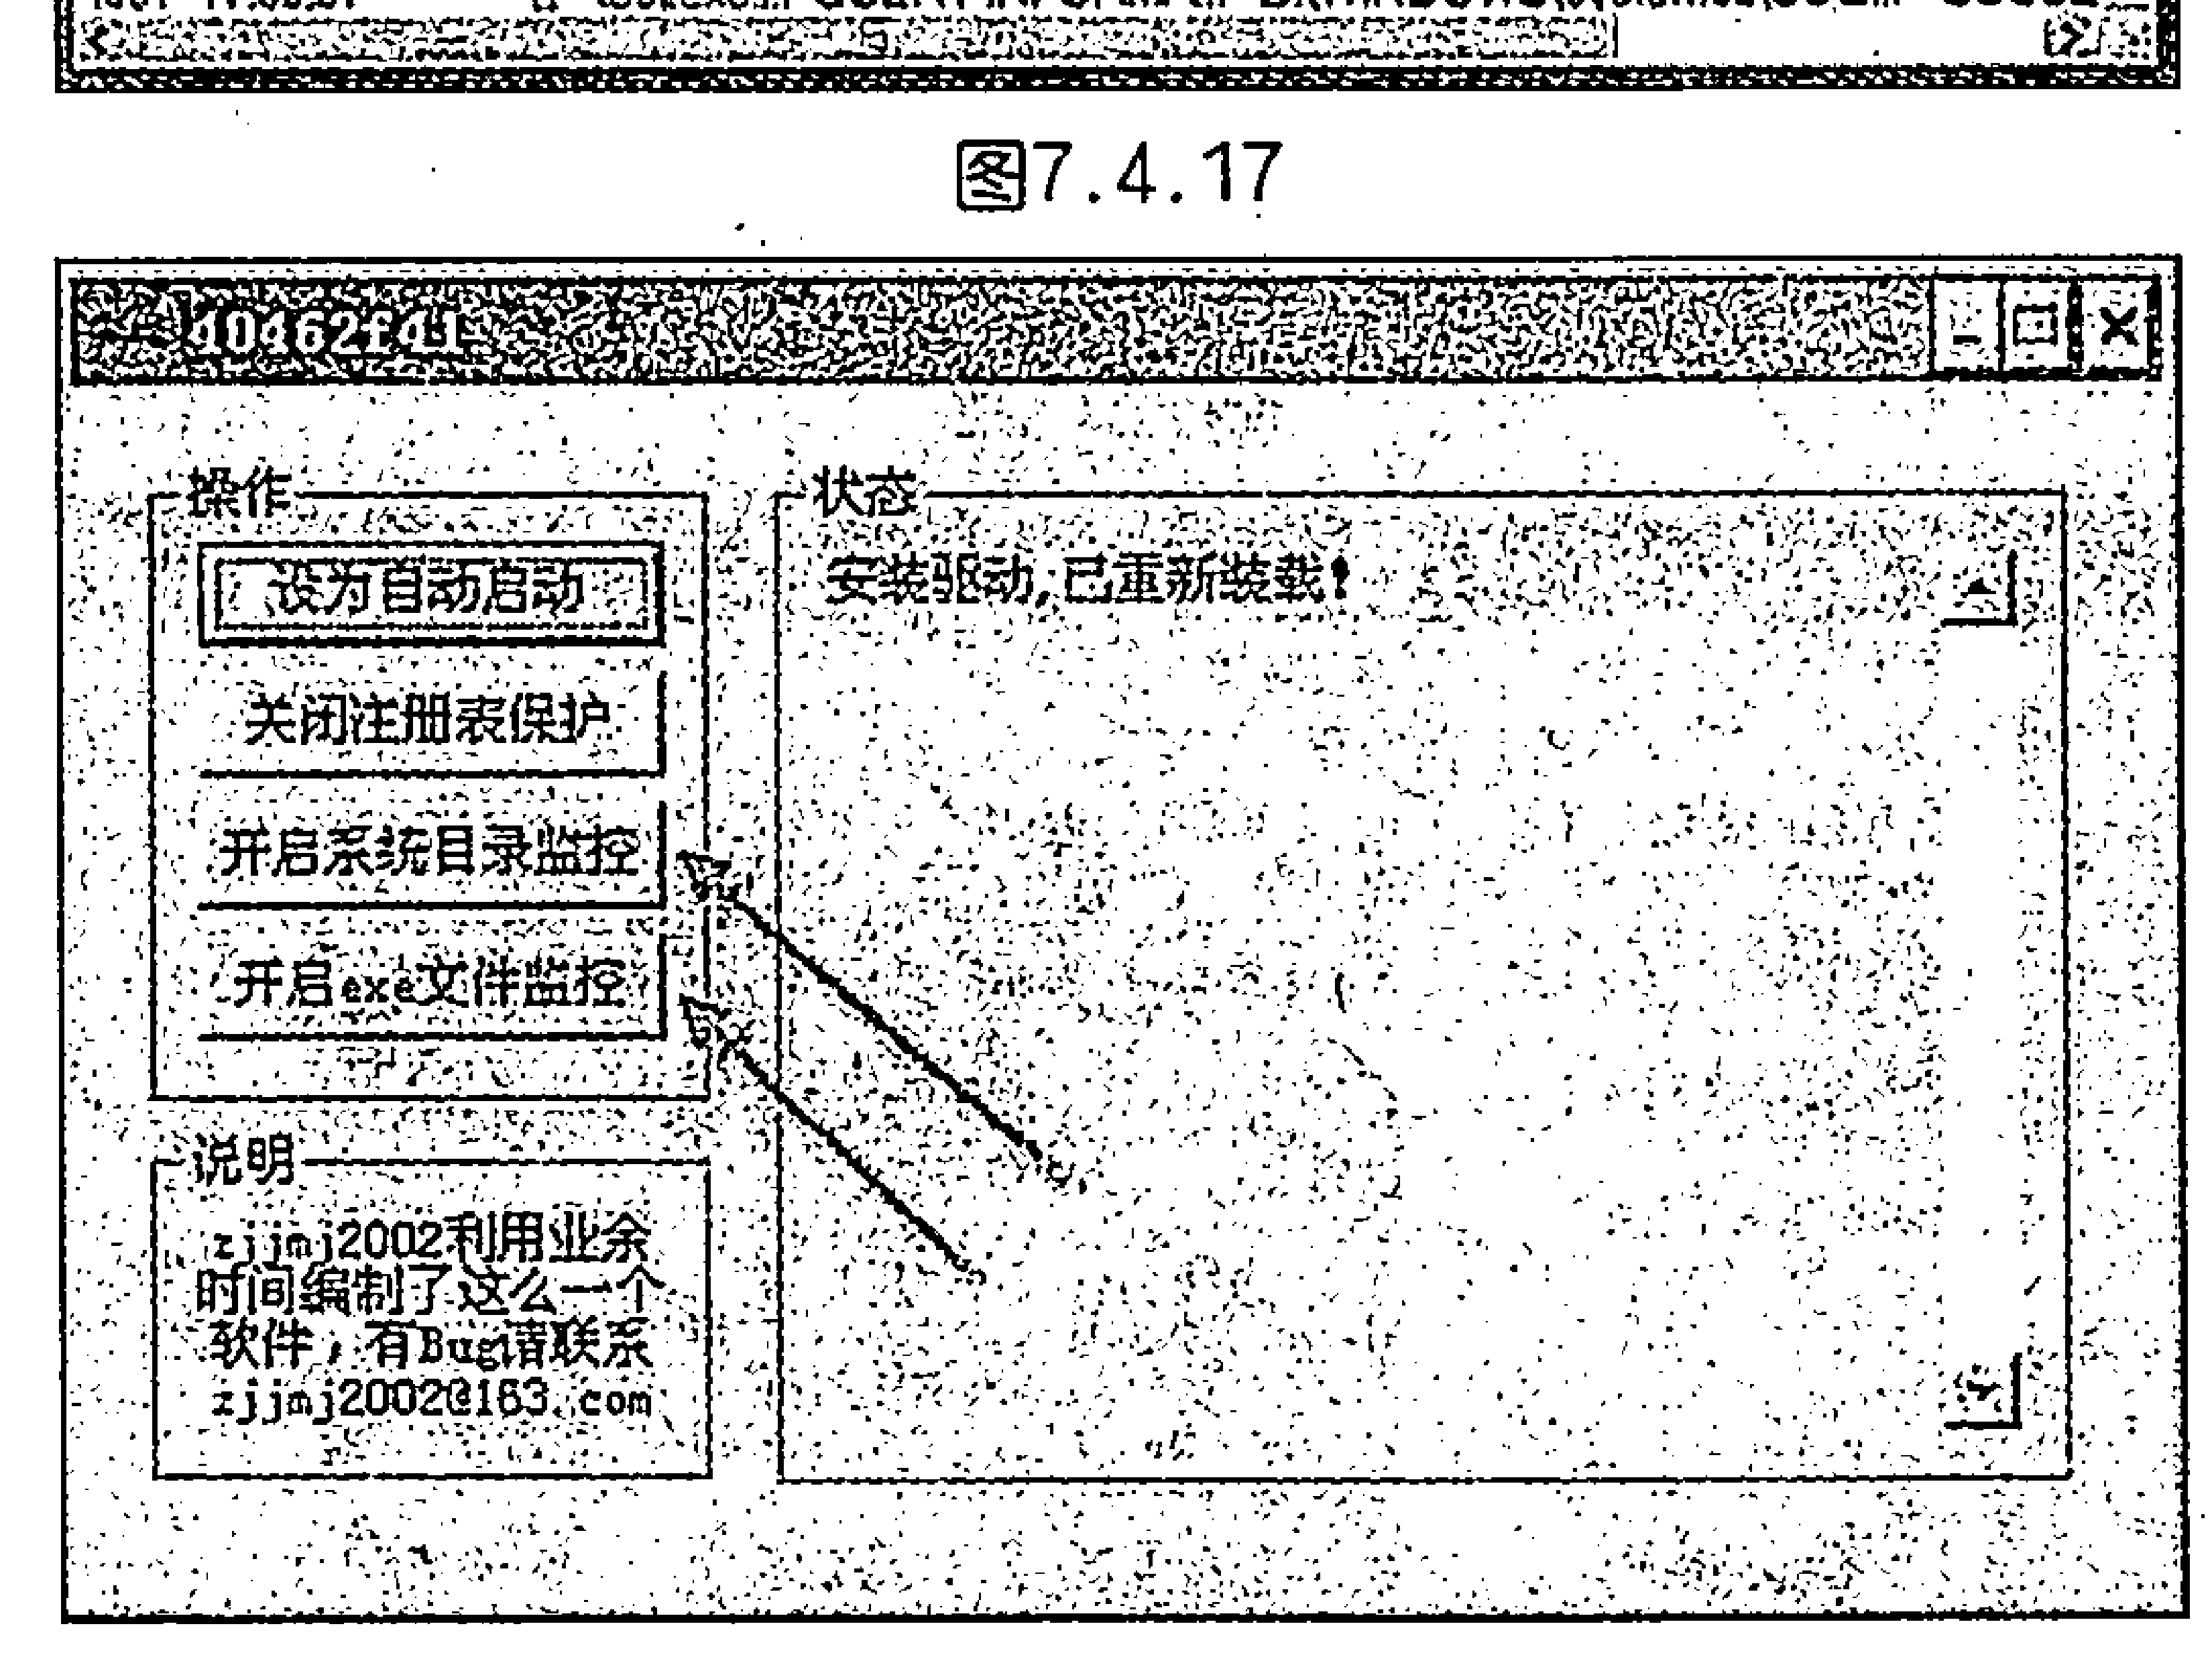 图7.4.17
40462f41
操作
设为自动启动
关闭注册表保护
开启系统目录监控
开启exe文件监控
状态
安装驱动,已重新装载!
说明
zjjmj2002利用业余
时间编制了这么一个
软件，有Bug请联系
zjjmj2002@163.com